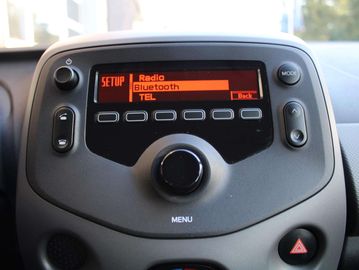 SETUP
Radio
Bluetooth
TEL
Back
MODE
MENU